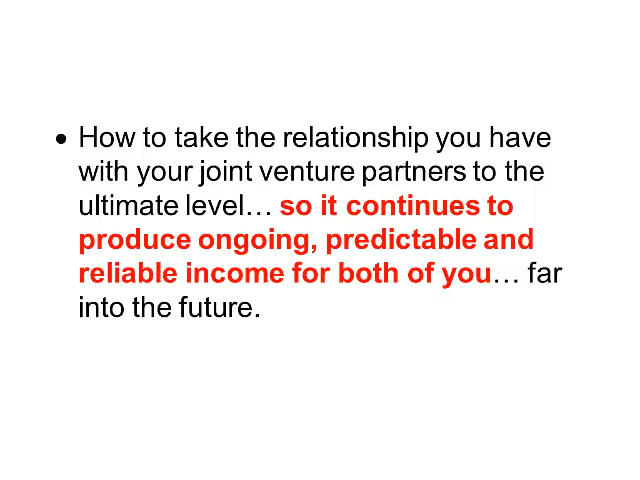 • How to take the relationship you have
with your joint venture partners to the
ultimate level… so it continues to
produce ongoing, predictable and
reliable income for both of you… far
into the future.